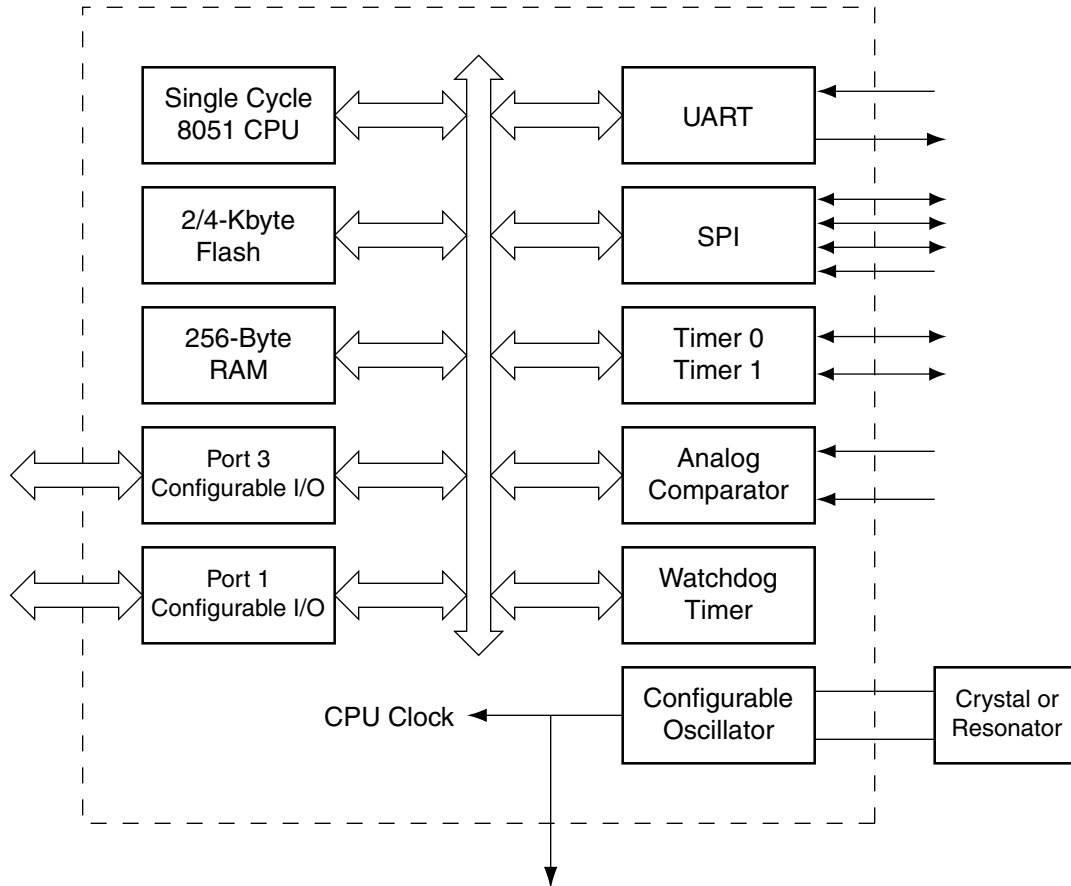 Single Cycle
8051 CPU
UART
2/4-Kbyte
Flash
SPI
256-Byte
RAM
Timer 0
Timer 1
Port 3
Configurable I/O
Analog
Comparator
Port 1
Configurable I/O
Watchdog
Timer
CPU Clock
Configurable
Oscillator
Crystal or
Resonator